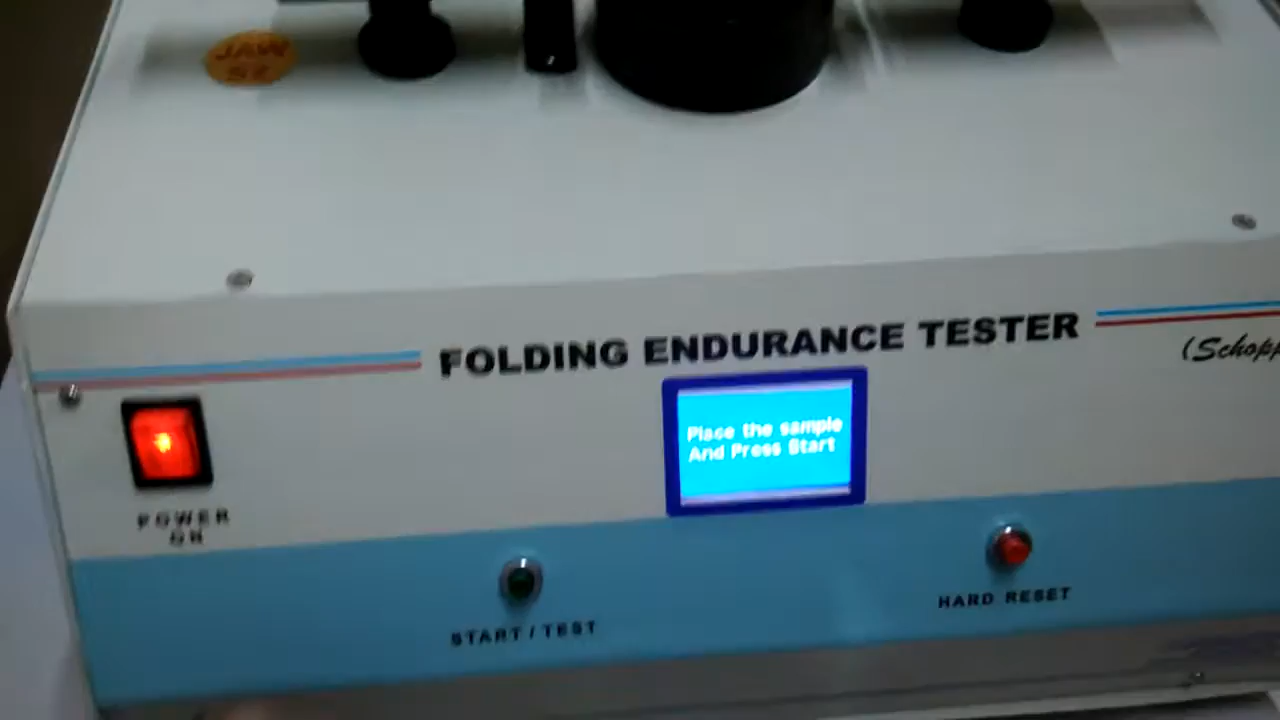 JAW
FOLDING ENDURANCE TESTER
(Schopp
Place the sample
And Press Start
POWER
ON
START / TEST
HARD RESET